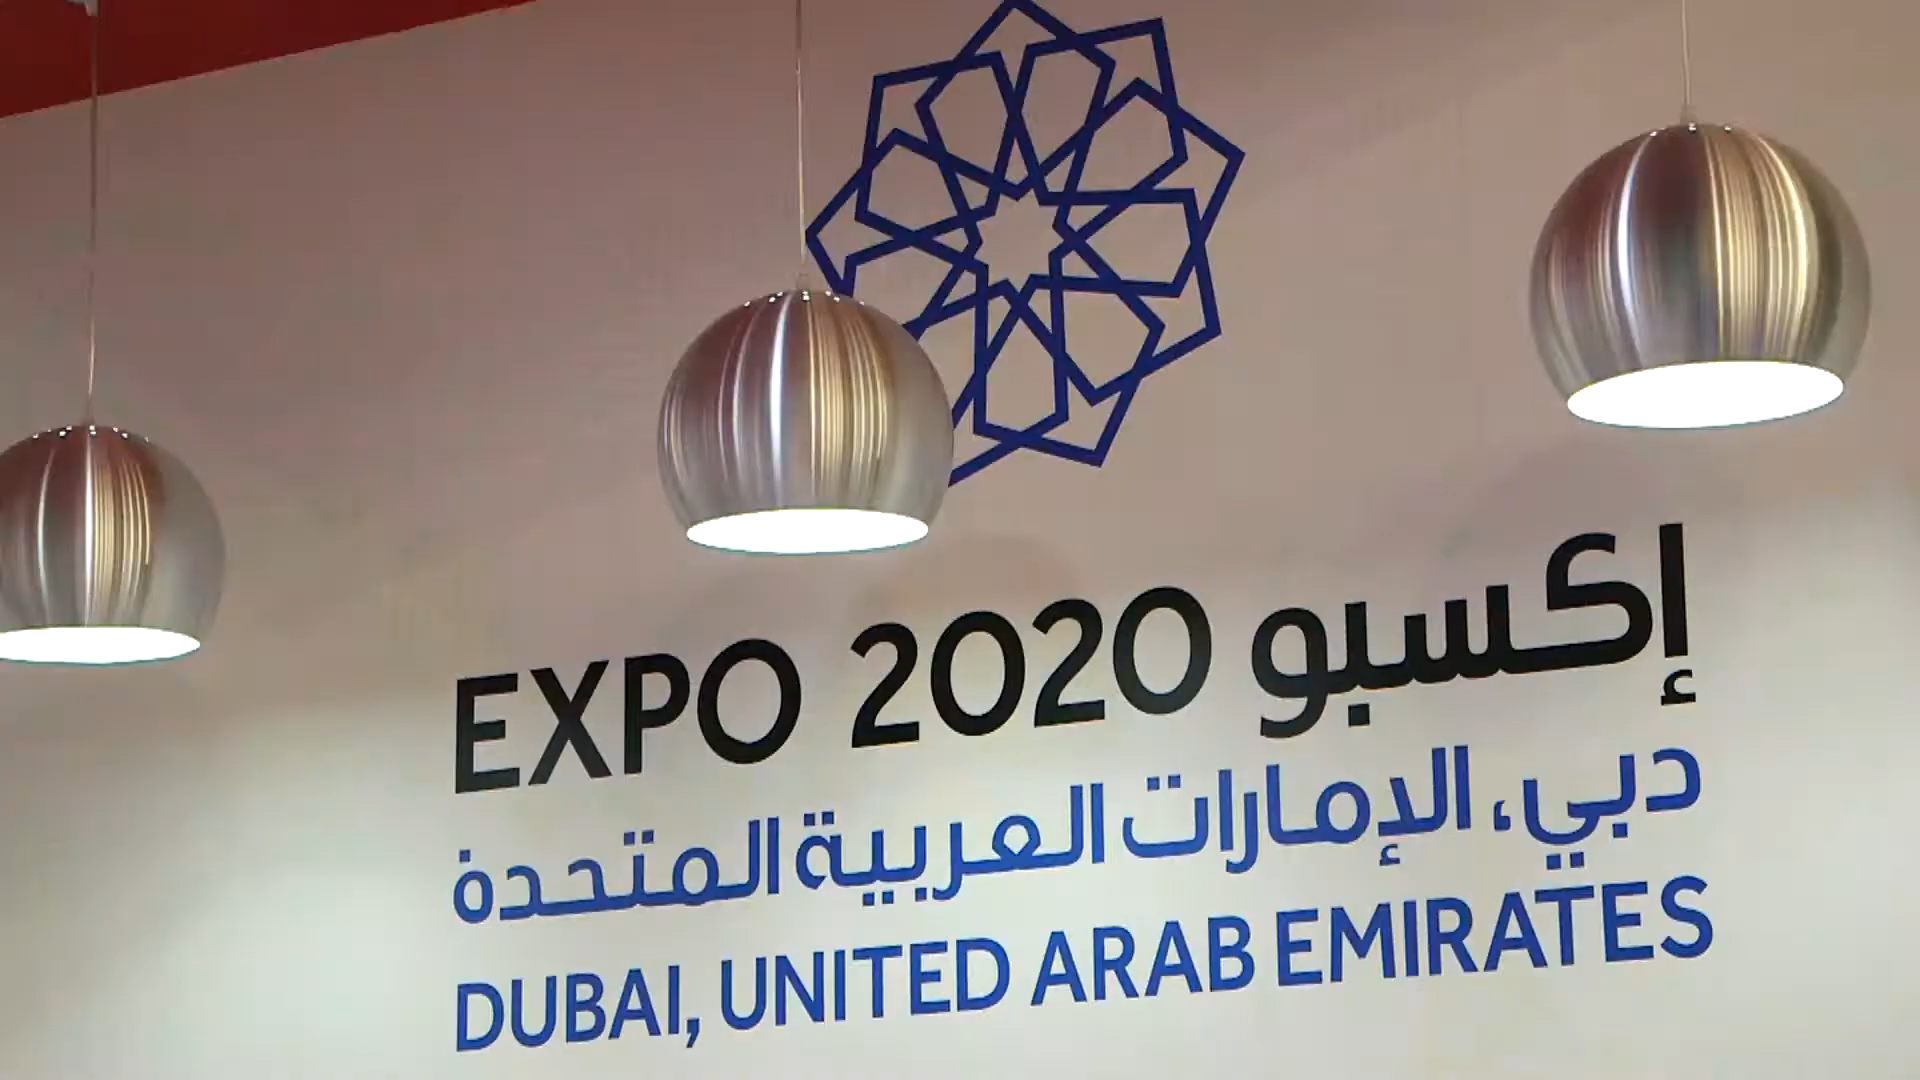 EXPO 2020 إكسبو
دبي، الإمارات العربية المتحدة
DUBAI, UNITED ARAB EMIRATES